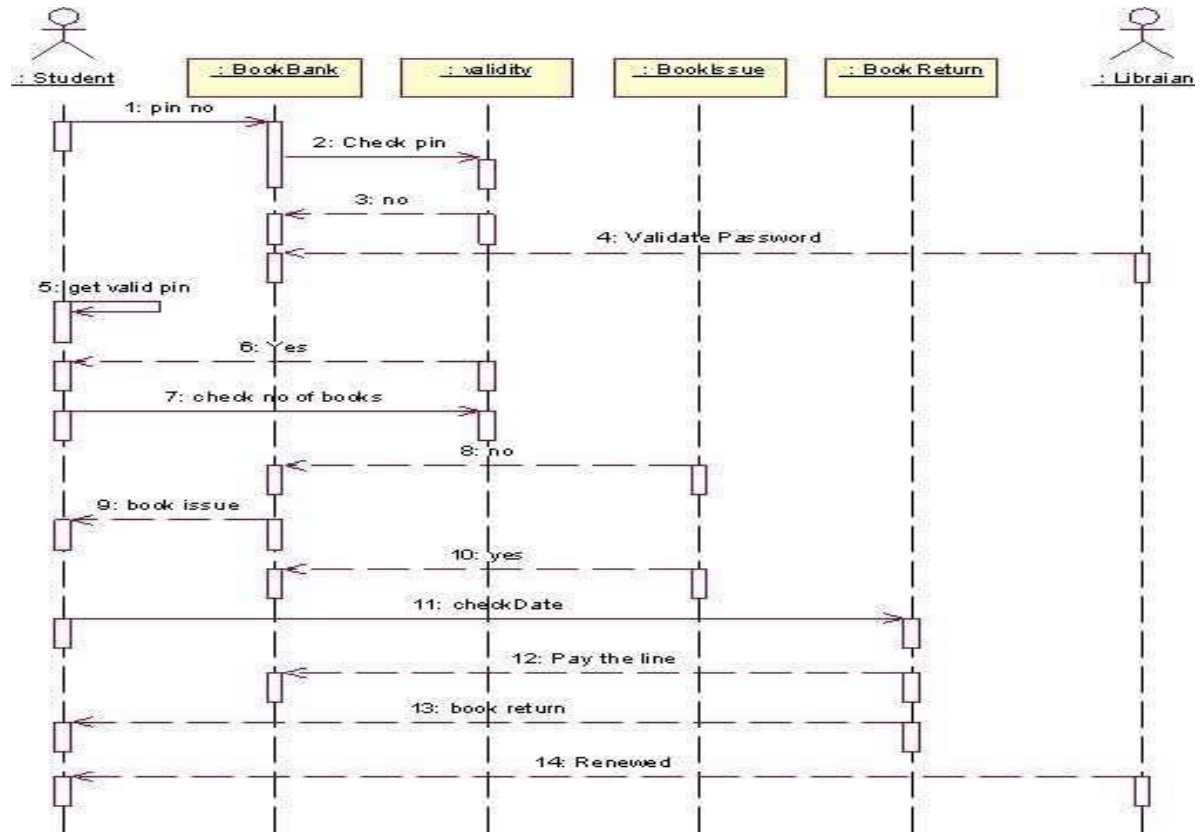 : Student
: BookBank
: validity
: BookIssue
: Book Return
: Libraian
1: pin no
2: Check pin
3: no
4: Validate Password
5: get valid pin
6: Yes
7: check no of books
8: no
9: book issue
10: yes
11: checkDate
12: Pay the line
13: book return
14: Renewed